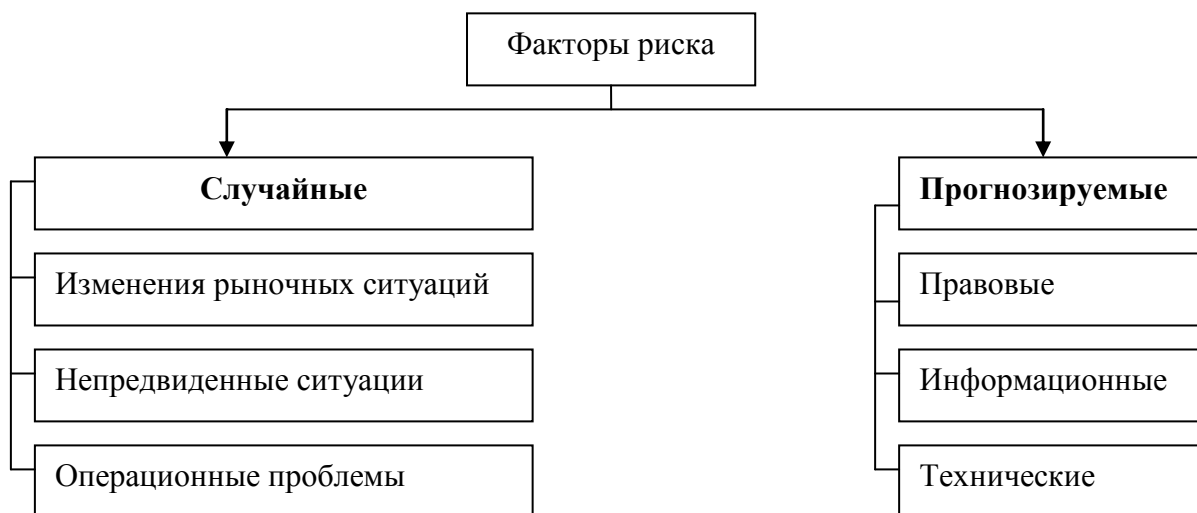 Факторы риска
Случайные
Изменения рыночных ситуаций
Непредвиденные ситуации
Операционные проблемы
Прогнозируемые
Правовые
Информационные
Технические